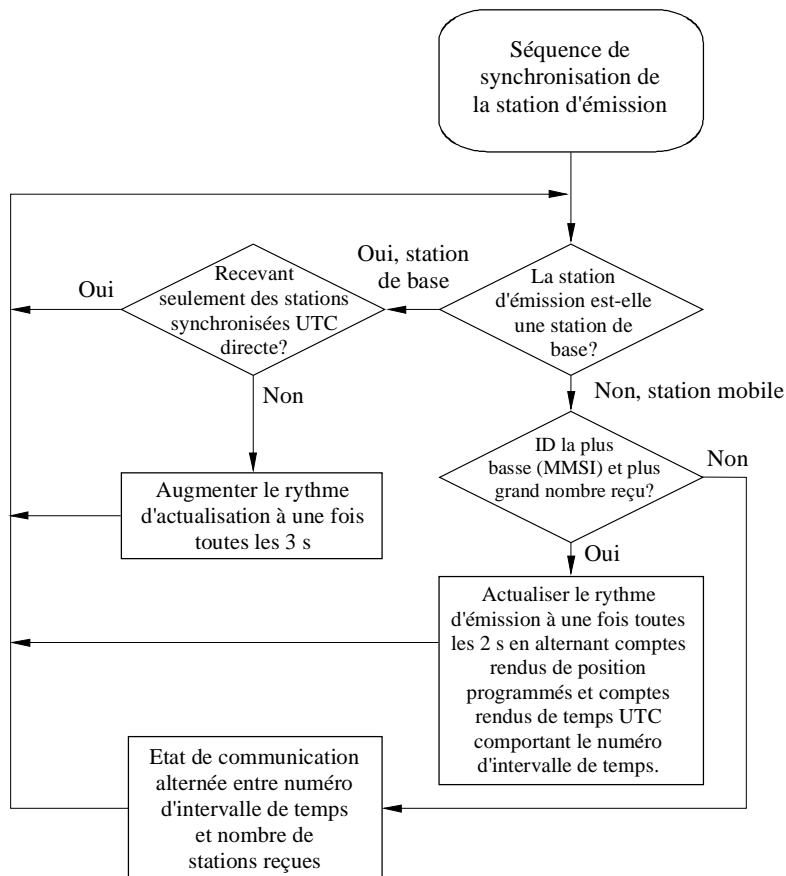 Séquence de
synchronisation de
la station d'émission
Oui, station
de base
La station
d'émission est-elle
une station de
base?
Recevant
seulement des stations
synchronisées UTC
directe?
Oui
Non
Non, station mobile
Augmenter le rythme
d'actualisation à une fois
toutes les 3 s
ID la plus
basse (MMSI) et plus
grand nombre reçu?
Non
Oui
Actualiser le rythme
d'émission à une fois toutes
les 2 s en alternant comptes
rendus de position
programmés et comptes
rendus de temps UTC
comportant le numéro
d'intervalle de temps.
Etat de communication
alternée entre numéro
d'intervalle de temps
et nombre de
stations reçues